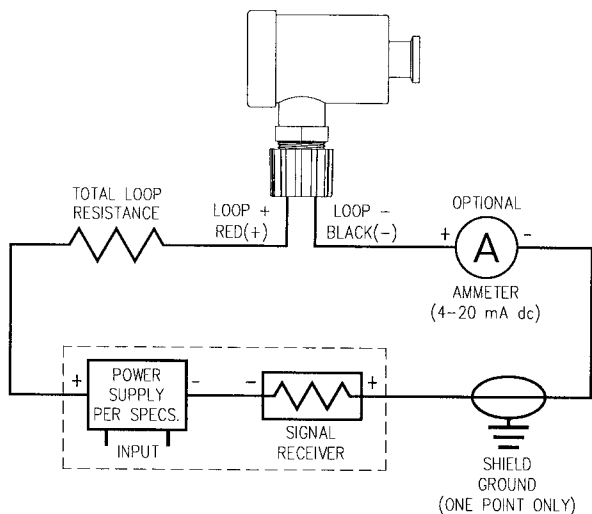 TOTAL LOOP
RESISTANCE
LOOP +
RED(+)
LOOP -
BLACK(-)
OPTIONAL
+ A -
AMMETER
(4-20 mA dc)
+ POWER
SUPPLY
PER SPECS.
-
INPUT
- +
SIGNAL
RECEIVER
SHIELD
GROUND
(ONE POINT ONLY)